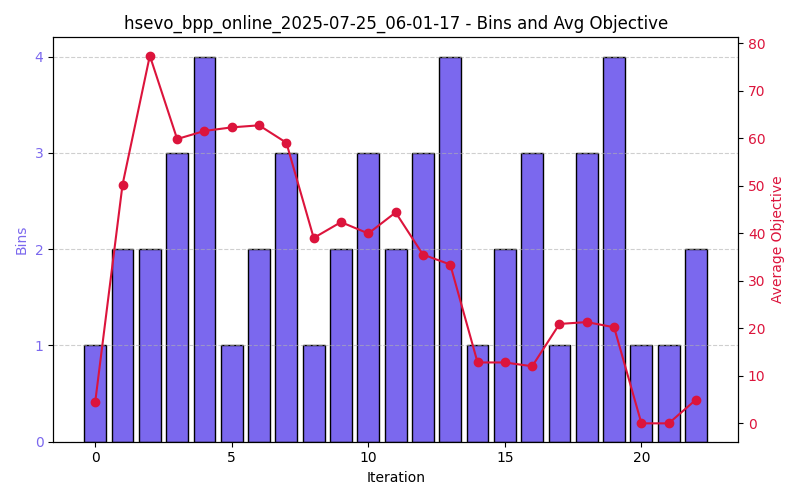 hsevo_bpp_online_2025-07-25_06-01-17 - Bins and Avg Objective
Bins
4
3
2
1
0
80
70
60
50
40
30
20
10
0
Average Objective
0 5 10 15 20
Iteration